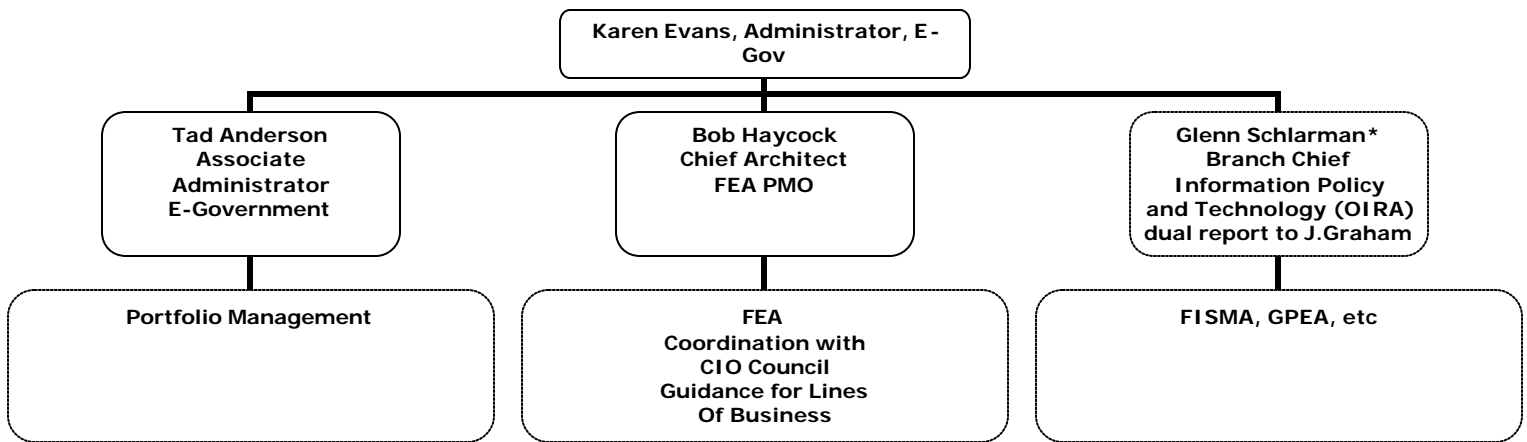 Karen Evans, Administrator, E-
Gov
Tad Anderson
Associate
Administrator
E-Government
Bob Haycock
Chief Architect
FEA PMO
Glenn Schlarman*
Branch Chief
Information Policy
and Technology (OIRA)
dual report to J.Graham
Portfolio Management
FEA
Coordination with
CIO Council
Guidance for Lines
Of Business
FISMA, GPEA, etc